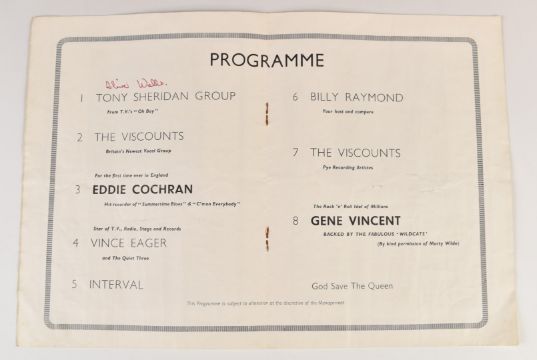 PROGRAMME
1 TONY SHERIDAN GROUP
From T.V.'s "Oh Boy"
2 THE VISCOUNTS
Britain's Newest Vocal Group
For the first time ever in England
3 EDDIE COCHRAN
Hit recorder of "Summertime Blues" & "C'mon Everybody"
Star of T.V., Radio, Stage and Records
4 VINCE EAGER
and The Quiet Three
5 INTERVAL
6 BILLY RAYMOND
Your host and compere
7 THE VISCOUNTS
Pye Recording Artistes
The Rock 'n' Roll Idol of Millions
8 GENE VINCENT
BACKED BY THE FABULOUS 'WILDCATS'
(By kind permission of Marty Wilde)
God Save The Queen
This Programme is subject to alteration at the discretion of the Management